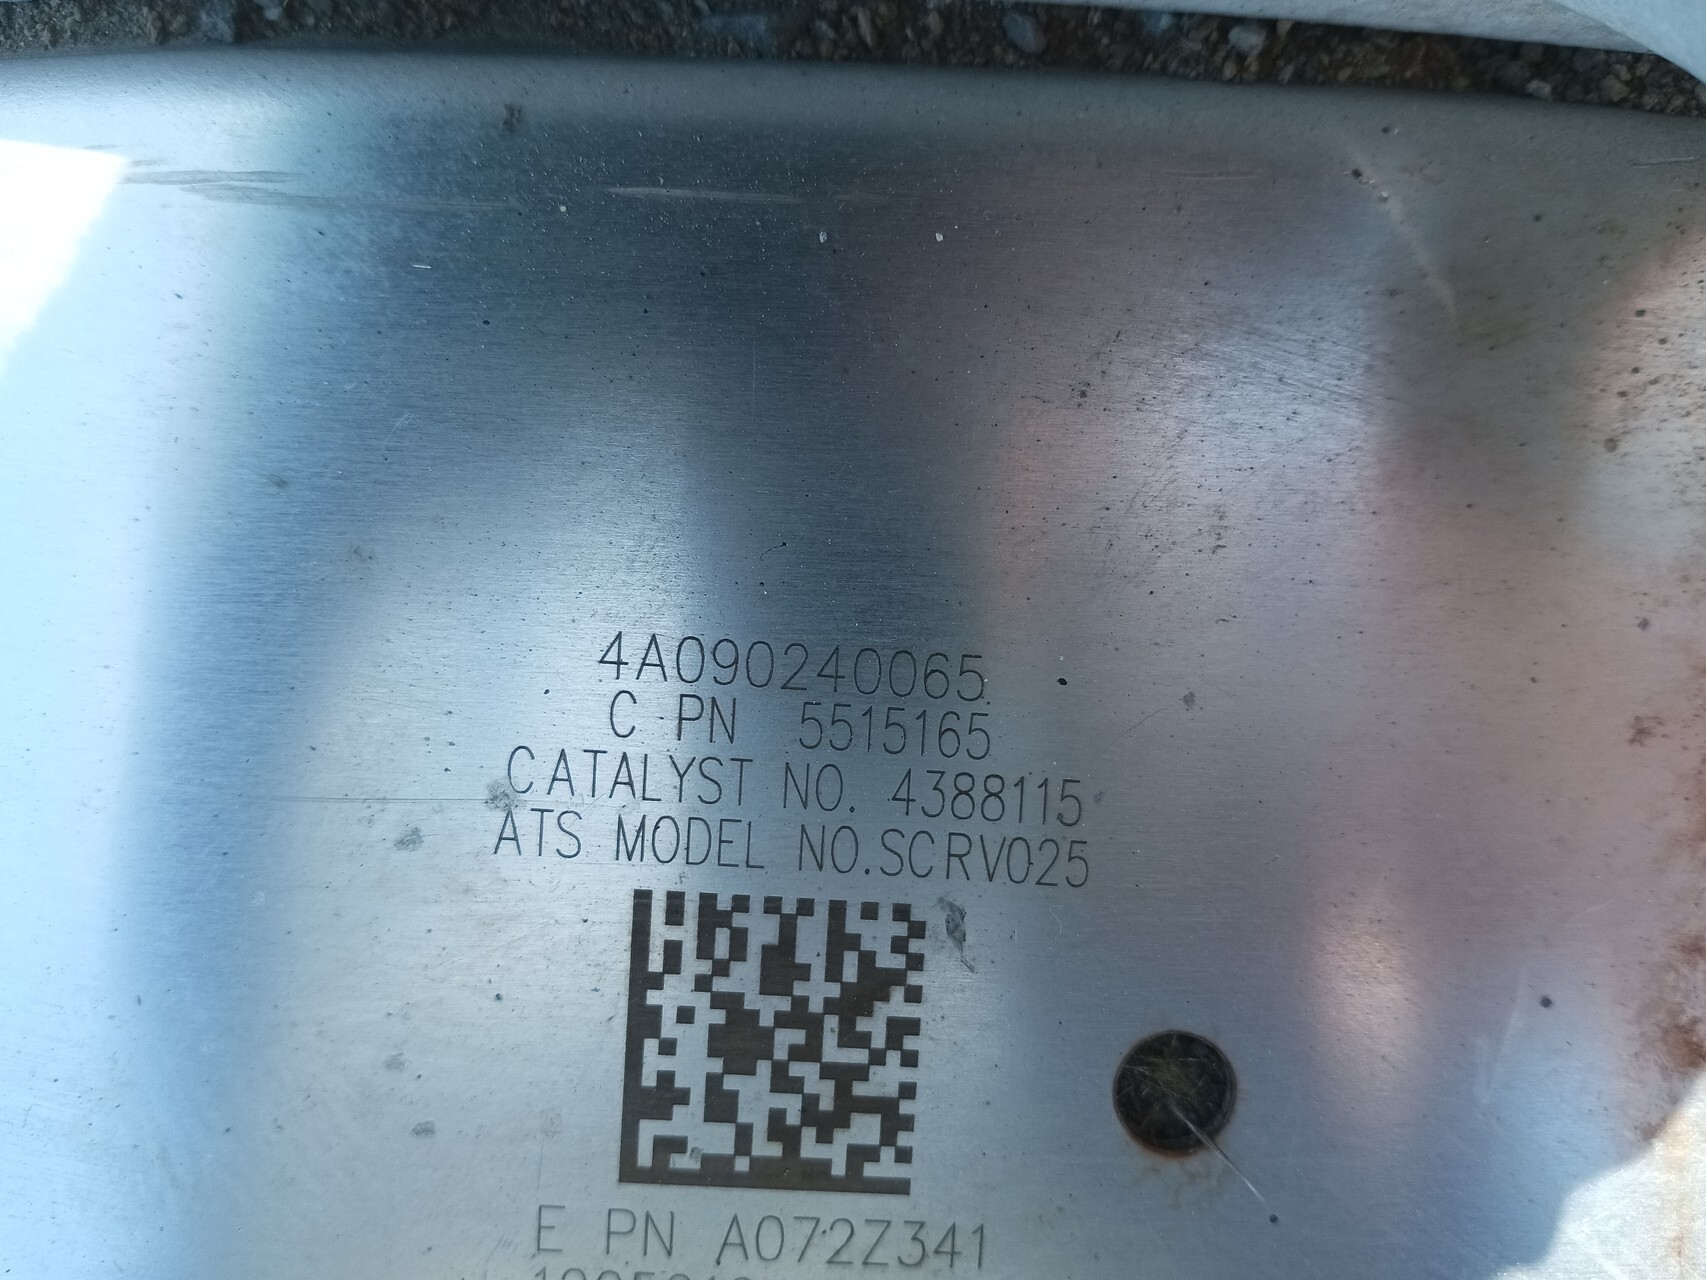 4A090240065
C PN 5515165
CATALYST NO. 4388115
ATS MODEL NO.SCRV025
E PN A072Z341